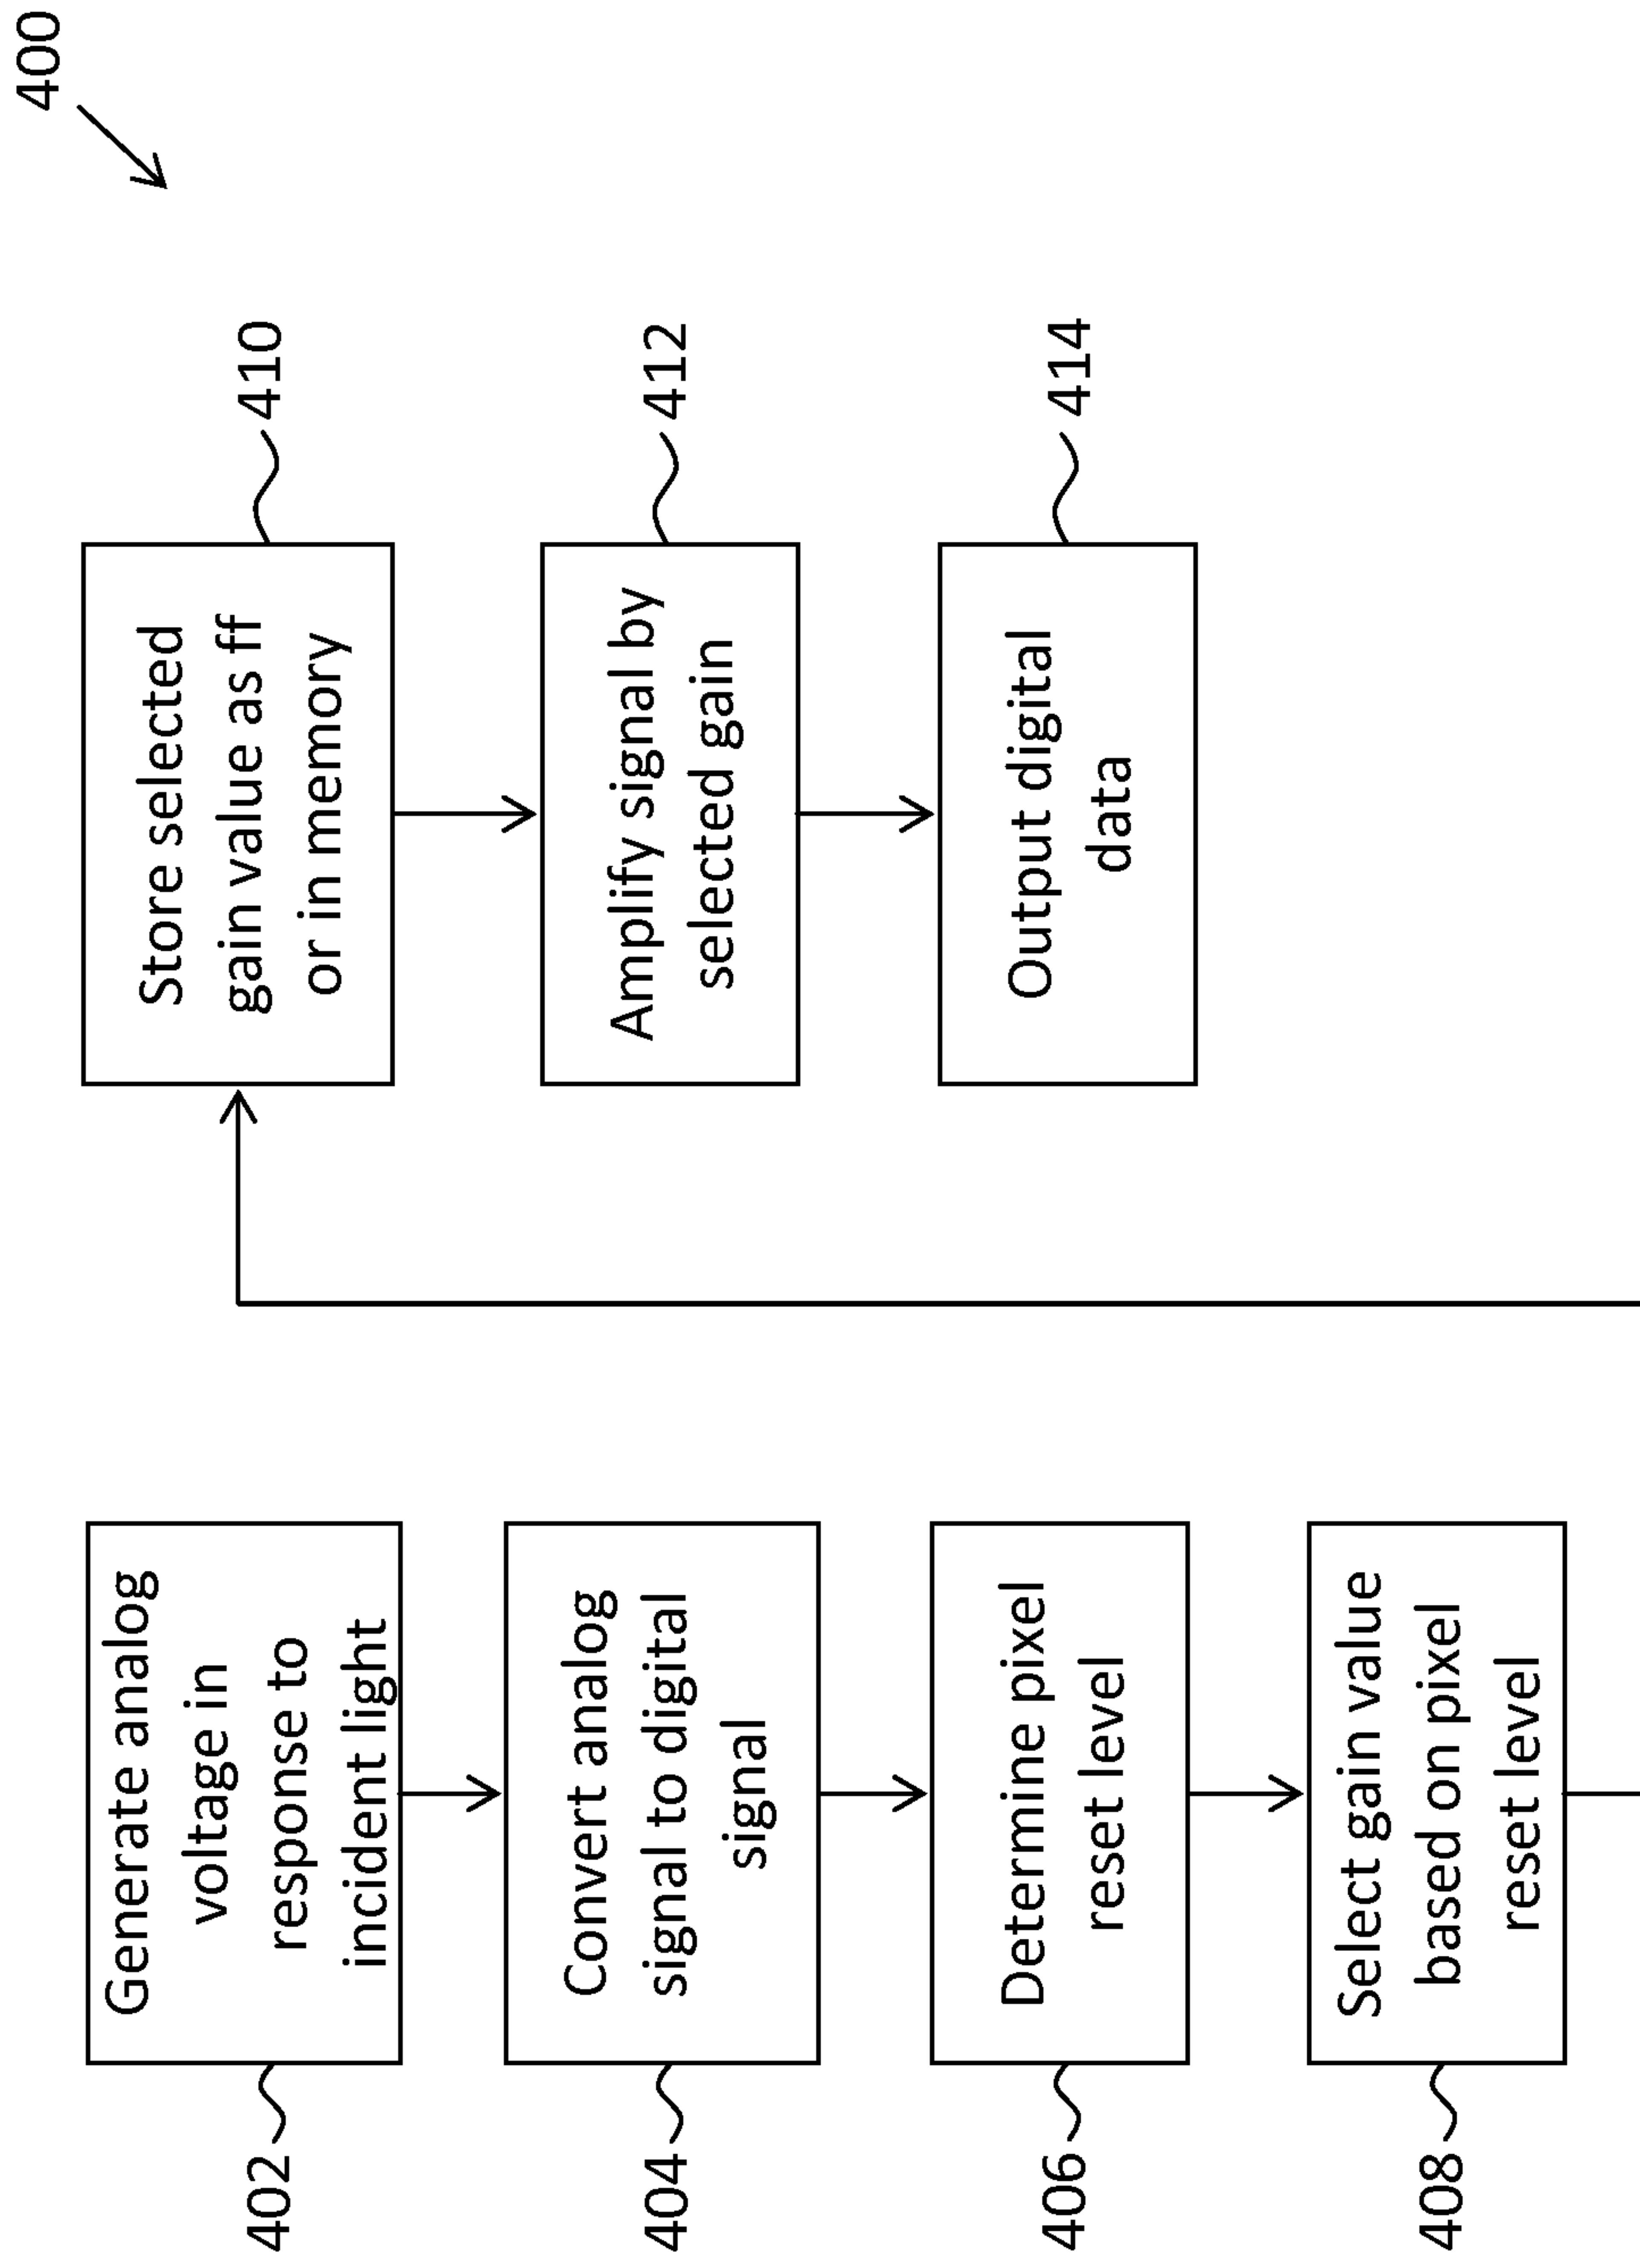 400
402
Generate analog
voltage in
response to
incident light
404
Convert analog
signal to digital
signal
406
Determine pixel
reset level
408
Select gain value
based on pixel
reset level
Store selected
gain value as ff
or in memory
410
Amplify signal by
selected gain
412
Output digital
data
414